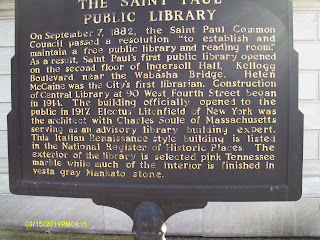 THE SAINT PAUL
PUBLIC LIBRARY
On September 7, 1882, the Saint Paul Common
Council passed a resolution "to establish and
maintain a free public library and reading room."
As a result, Saint Paul's first public library opened
on the second floor of Ingersoll Hall, Kellogg
Boulevard near the Wabasha Bridge. Helen
McCaine was the City's first librarian. Construction
of Central Library at 90 West Fourth Street began
in 1914. The building officially opened to the
public in 1917. Electus Litchfield of New York was
the architect with Charles Soule of Massachusetts
serving as an advisory library building expert.
This Italian Renaissance style building is listed
in the National Register of Historic Places. The
exterior of the library is selected pink Tennessee
marble while much of the interior is finished in
vesta gray Mankato stone.
03/15/2011 PM 04:15